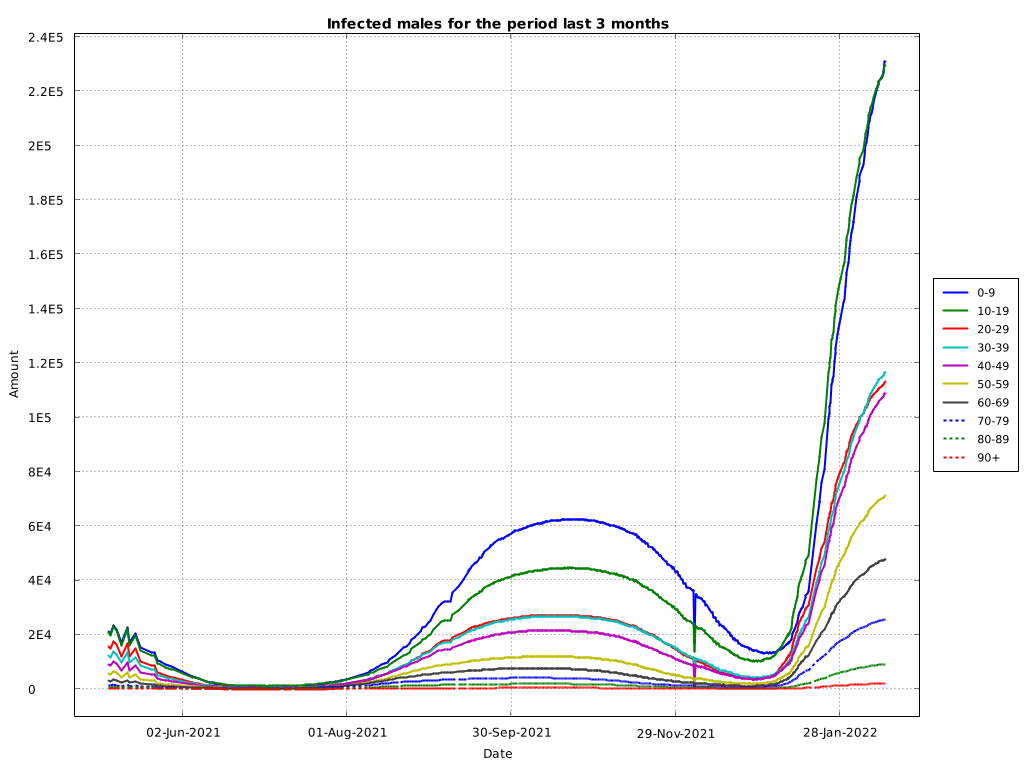 Infected males for the period last 3 months
2.4E5
2.2E5
2E5
1.8E5
1.6E5
1.4E5
1.2E5
1E5
8E4
6E4
4E4
2E4
0
Amount
02-Jun-2021
01-Aug-2021
30-Sep-2021
29-Nov-2021
28-Jan-2022
Date
0-9
10-19
20-29
30-39
40-49
50-59
60-69
70-79
80-89
90+